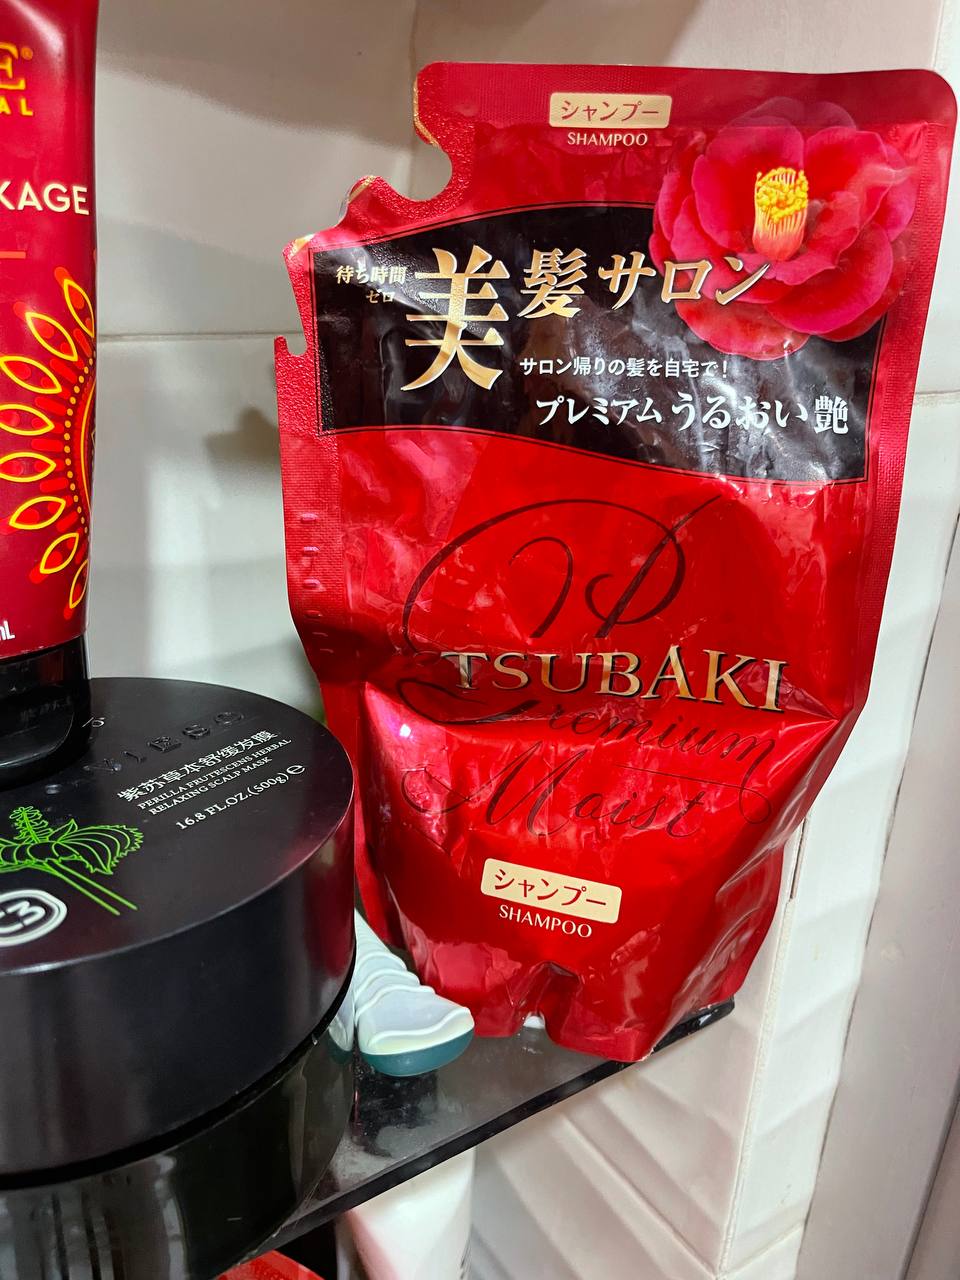 AL
KAGE
mL
VIESO
紫苏草本舒缓发膜
PERILLA FRUTESCENS HERBAL
RELAXING SCALP MASK
16.8 FL.OZ.(500g) ℮
シャンプー
SHAMPOO
待ち時間
ゼロ
美髪サロン
サロン帰りの髪を自宅で!
プレミアムうるおい艶
TSUBAKI
Premium
Moist
シャンプー
SHAMPOO